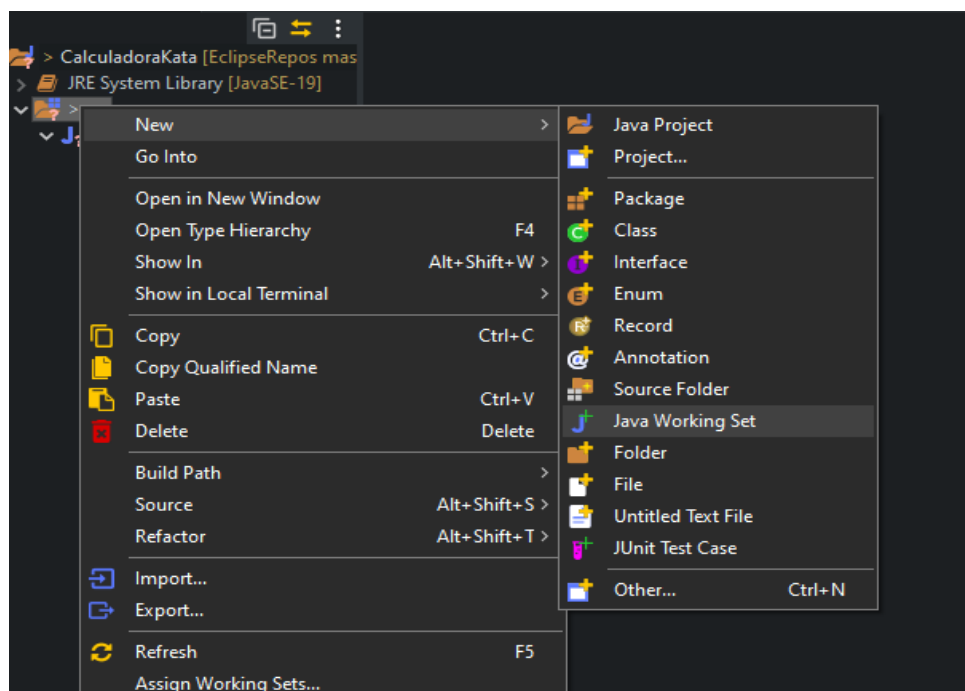 > CalculadoraKata [EclipseRepos mas
> JRE System Library [JavaSE-19]
>
J
New >
Go Into
Open in New Window
Open Type Hierarchy F4
Show In Alt+Shift+W >
Show in Local Terminal >
Copy Ctrl+C
Copy Qualified Name
Paste Ctrl+V
Delete Delete
Build Path >
Source Alt+Shift+S >
Refactor Alt+Shift+T >
Import...
Export...
Refresh F5
Assign Working Sets...
Java Project
Project...
Package
Class
Interface
Enum
Record
Annotation
Source Folder
Java Working Set
Folder
File
Untitled Text File
JUnit Test Case
Other... Ctrl+N